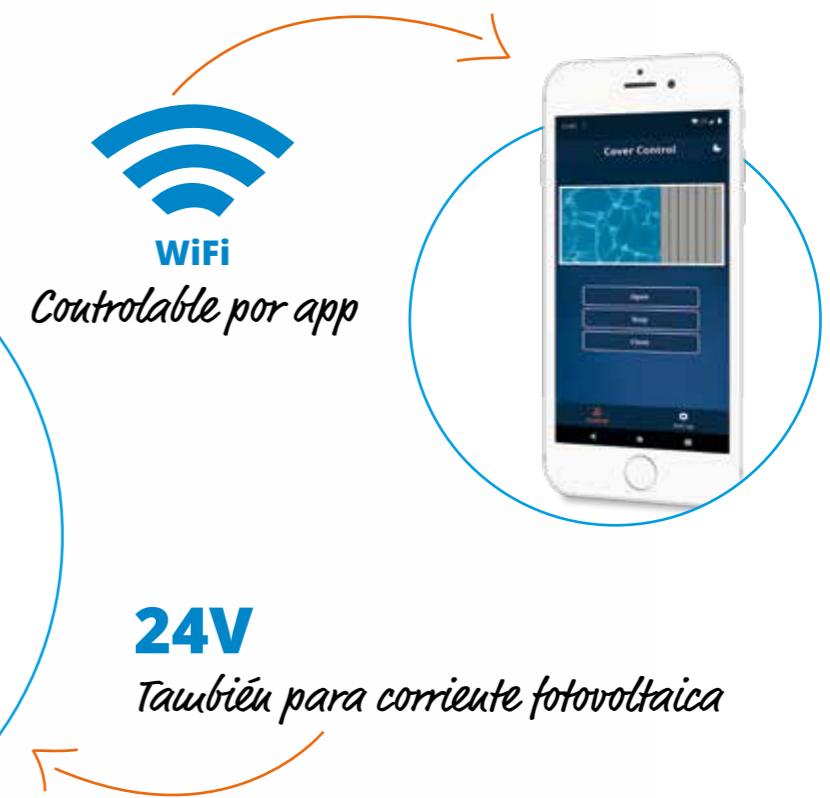 WiFi
Controlable por app
Cover Control
Open
Stop
Close
24V
También para corriente fotovoltaica